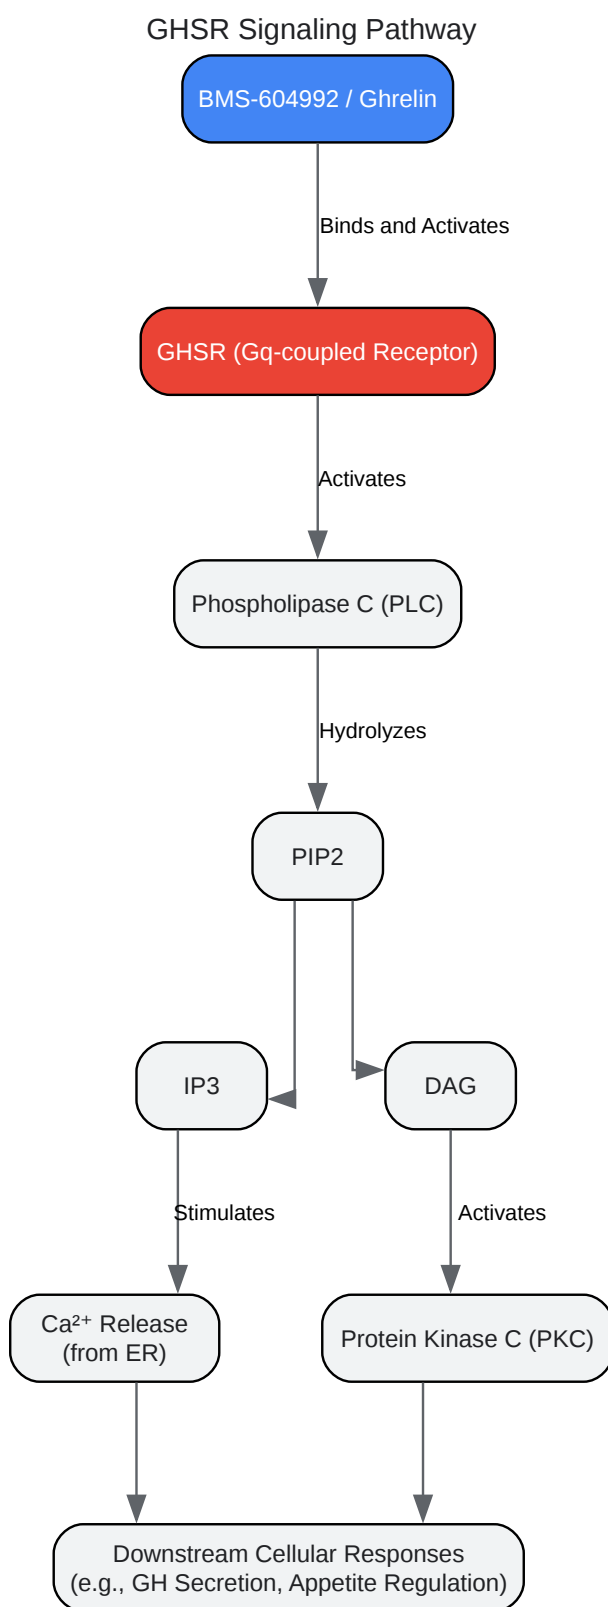 GHSR Signaling Pathway
BMS-604992 / Ghrelin
Binds and Activates
GHSR (Gq-coupled Receptor)
Activates
Phospholipase C (PLC)
Hydrolyzes
PIP2
IP3
DAG
Stimulates
Activates
Ca²⁺ Release
(from ER)
Protein Kinase C (PKC)
Downstream Cellular Responses
(e.g., GH Secretion, Appetite Regulation)